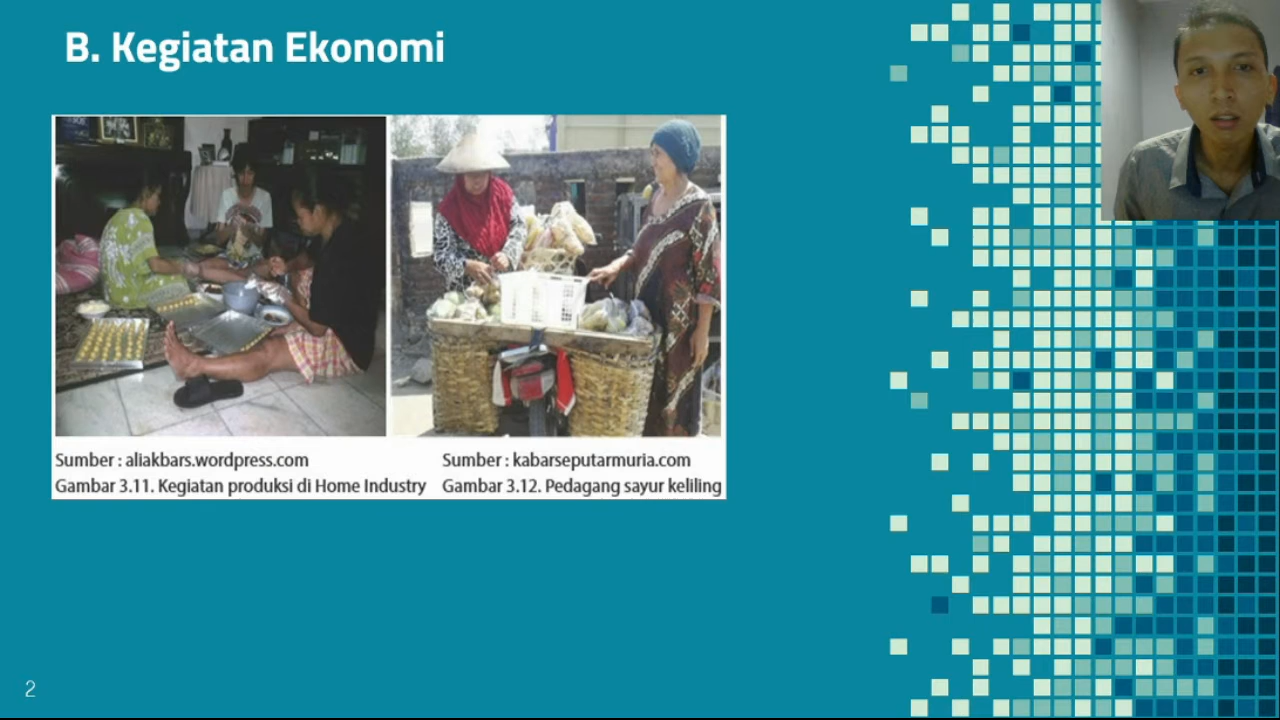 B. Kegiatan Ekonomi
Sumber : aliakbars.wordpress.com
Gambar 3.11. Kegiatan produksi di Home Industry
Sumber : kabarseputarmuria.com
Gambar 3.12. Pedagang sayur keliling
2